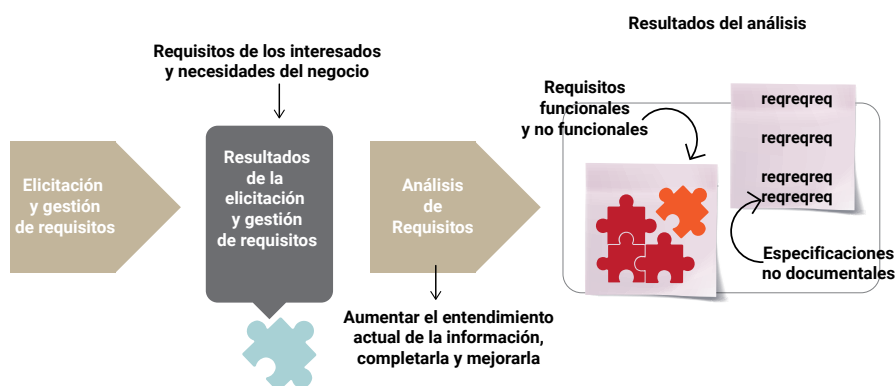 Resultados del análisis
Requisitos de los interesados
y necesidades del negocio
Requisitos
funcionales
y no funcionales
reqreqreq
reqreqreq
reqreqreq
reqreqreq
Elicitación
y gestión
de requisitos
Resultados
de la
elicitación
y gestión
de requisitos
Análisis
de
Requisitos
Especificaciones
no documentales
Aumentar el entendimiento
actual de la información,
completarla y mejorarla